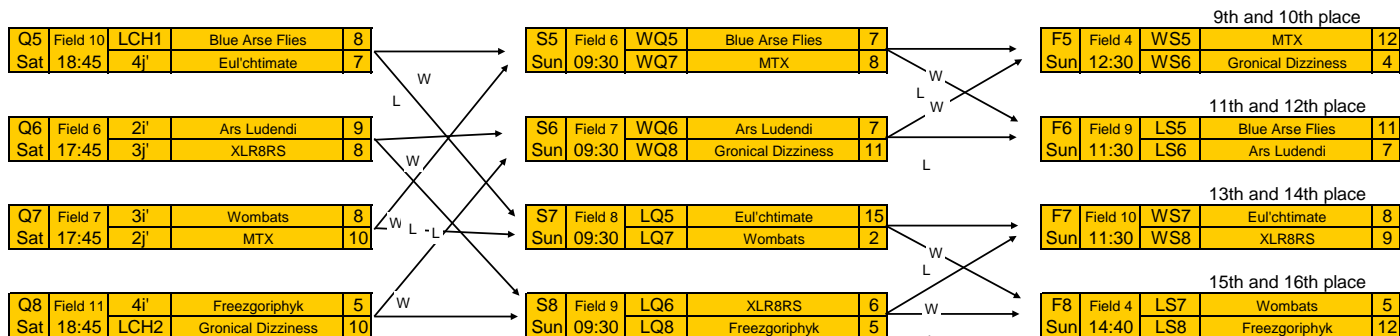 9th and 10th place
Q5 Field 10 LCH1 Blue Arse Flies 8 S5 Field 6 WQ5 Blue Arse Flies 7 F5 Field 4 WS5 MTX 12
Sat 18:45 4j' Eul'chtimate 7 Sun 09:30 WQ7 MTX 8 Sun 12:30 WS6 Gronical Dizziness 4
W W
L L W
11th and 12th place
Q6 Field 6 2i' Ars Ludendi 9 S6 Field 7 WQ6 Ars Ludendi 7 F6 Field 9 LS5 Blue Arse Flies 11
Sat 17:45 3j' XLR8RS 8 Sun 09:30 WQ8 Gronical Dizziness 11 Sun 11:30 LS6 Ars Ludendi 7
W L
13th and 14th place
Q7 Field 7 3i' Wombats 8 S7 Field 8 LQ5 Eul'chtimate 15 F7 Field 10 WS7 Eul'chtimate 8
Sat 17:45 2j' MTX 10 Sun 09:30 LQ7 Wombats 2 Sun 11:30 WS8 XLR8RS 9
W L L
W
L
15th and 16th place
Q8 Field 11 4i' Freezgoriphyk 5 S8 Field 9 LQ6 XLR8RS 6 F8 Field 4 LS7 Wombats 5
Sat 18:45 LCH2 Gronical Dizziness 10 Sun 09:30 LQ8 Freezgoriphyk 5 Sun 14:40 LS8 Freezgoriphyk 12
W W